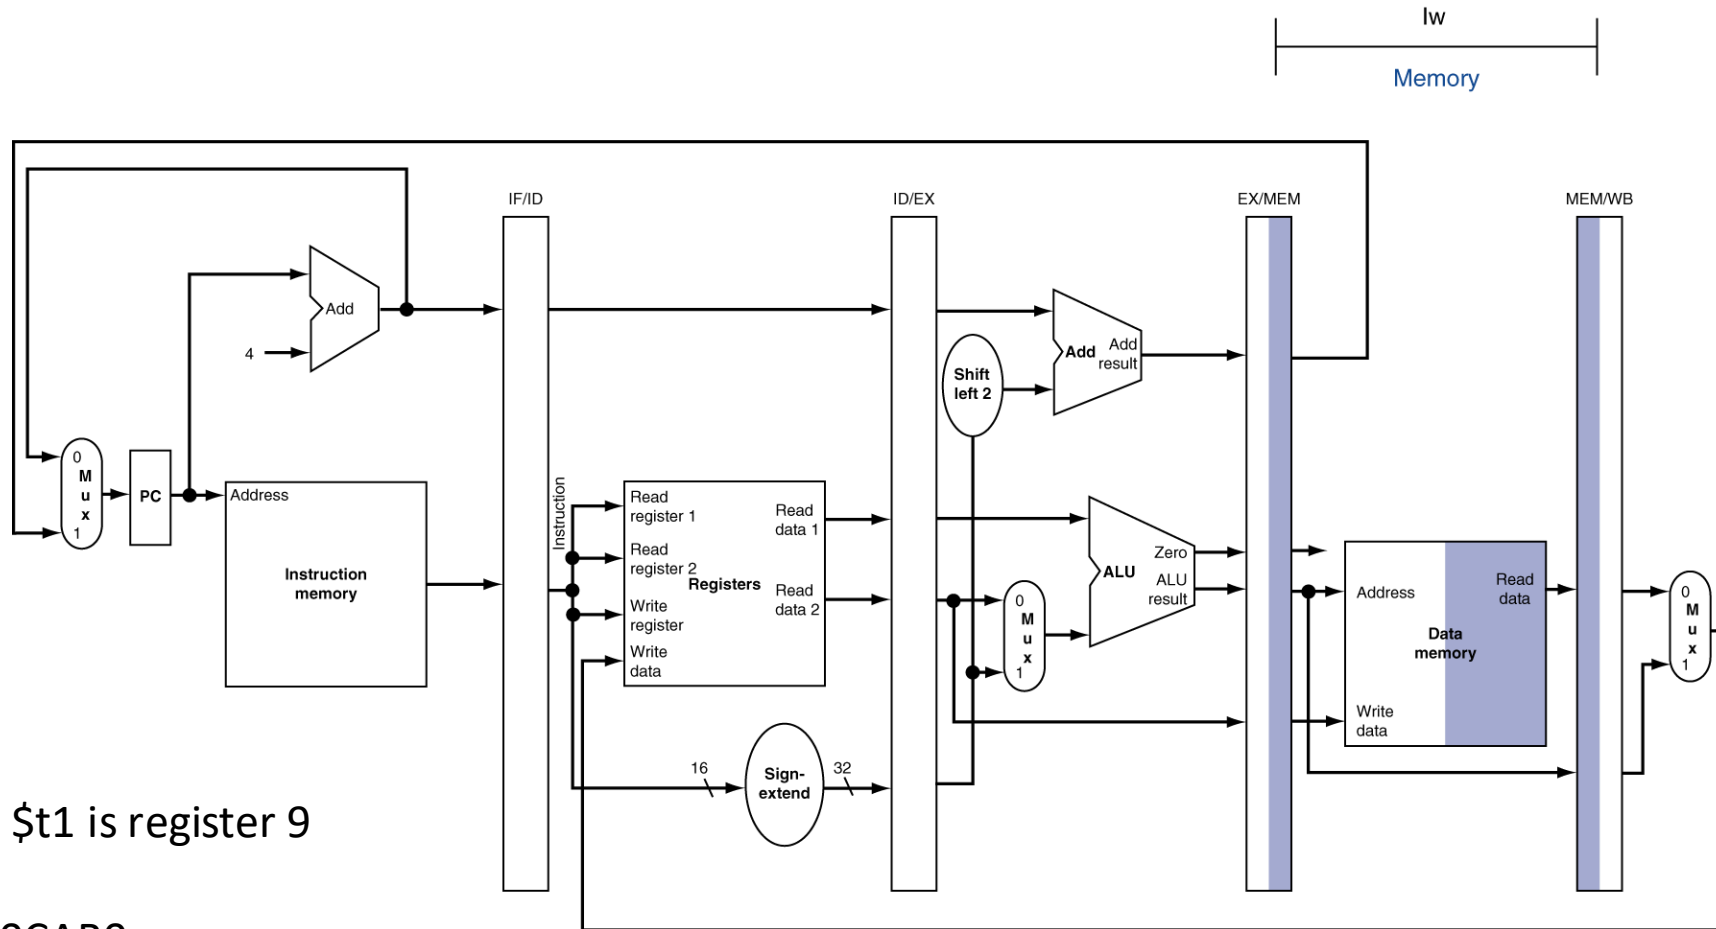 lw
Memory
IF/ID
ID/EX
EX/MEM
MEM/WB
Add
4
Shift
left 2
Add
Add
result
0
M
u
x
1
PC
Address
Instruction
memory
Instruction
Read
register 1
Read
register 2
Write
register
Write
data
Registers
Read
data 1
Read
data 2
16
Sign-
extend
32
0
M
u
x
1
ALU
Zero
ALU
result
Address
Read
data
Data
memory
Write
data
0
M
u
x
1
$t1 is register 9